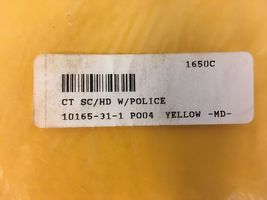 1650C
CT SC/HD W/POLICE
10165-31-1 P004 YELLOW -MD-